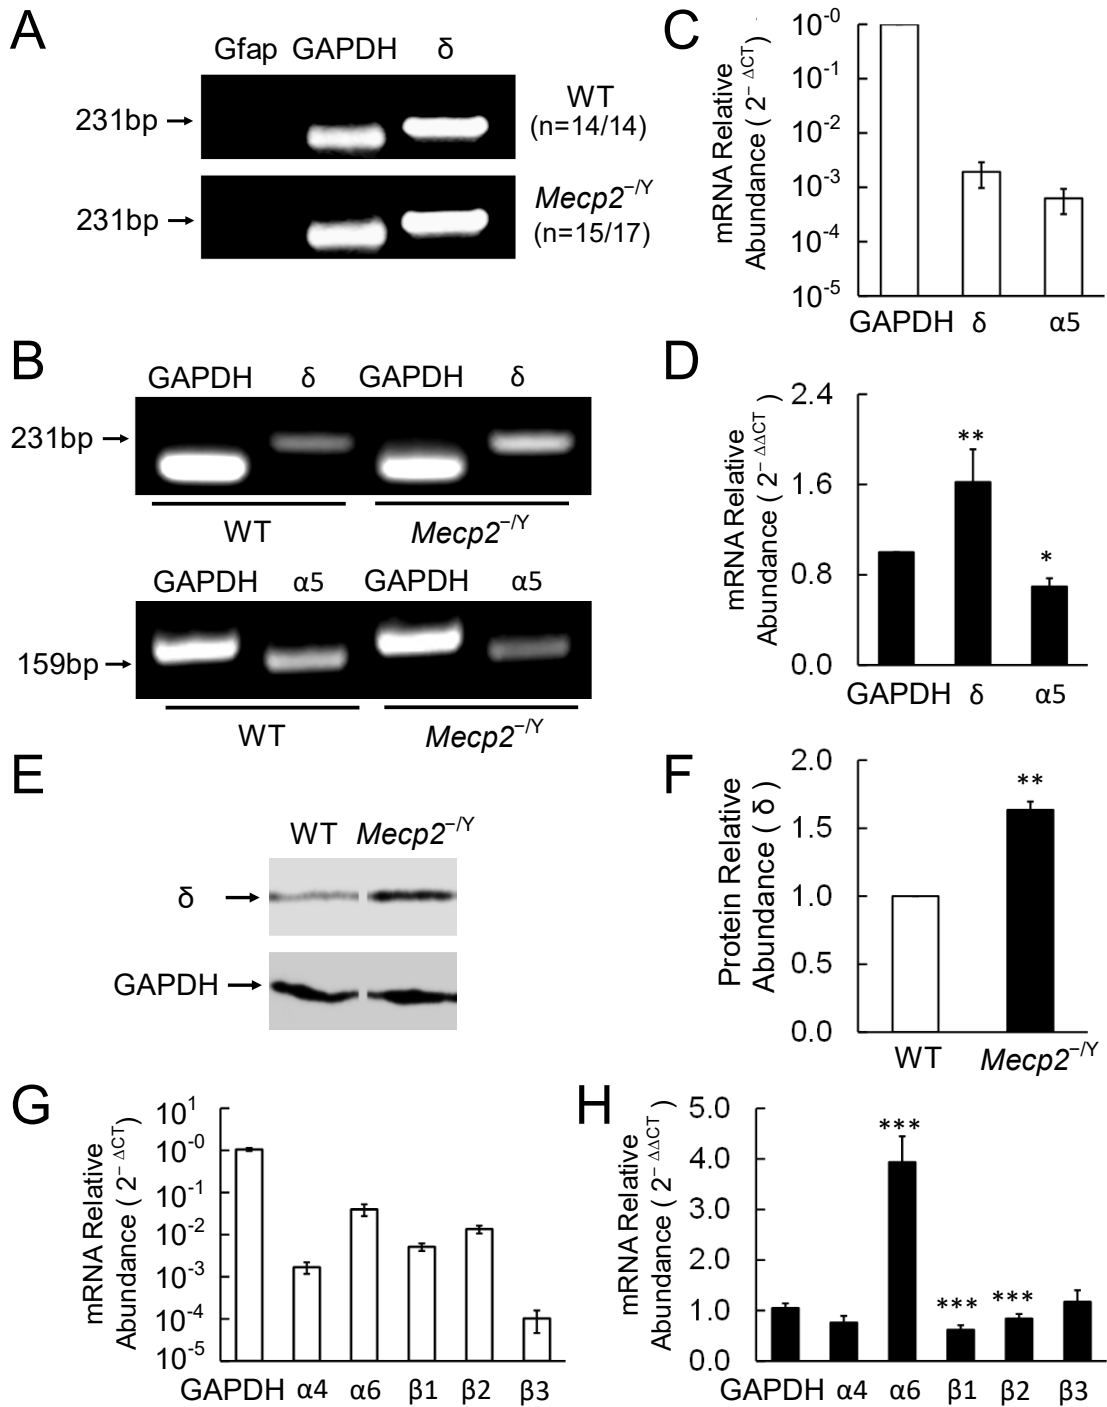 A
Gfap GAPDH δ
231bp
WT
(n=14/14)
231bp
Mecp2⁻/ʸ
(n=15/17)
B
GAPDH δ GAPDH δ
231bp
WT Mecp2⁻/ʸ
GAPDH α5 GAPDH α5
159bp
WT Mecp2⁻/ʸ
C
mRNA Relative
Abundance ( 2⁻ ΔCT )
10⁻⁰
10⁻¹
10⁻²
10⁻³
10⁻⁴
10⁻⁵
GAPDH δ α5
D
mRNA Relative
Abundance ( 2⁻ ΔΔCT )
2.4
1.6
0.8
0.0
**
*
GAPDH δ α5
E
WT Mecp2⁻/ʸ
δ
GAPDH
F
Protein Relative
Abundance ( δ )
2.0
1.5
1.0
0.5
0.0
**
WT Mecp2⁻/ʸ
G
mRNA Relative
Abundance ( 2⁻ ΔCT )
10¹
10⁻⁰
10⁻¹
10⁻²
10⁻³
10⁻⁴
10⁻⁵
GAPDH α4 α6 β1 β2 β3
H
mRNA Relative
Abundance ( 2⁻ ΔΔCT )
5.0
4.0
3.0
2.0
1.0
0.0
***
*** ***
GAPDH α4 α6 β1 β2 β3